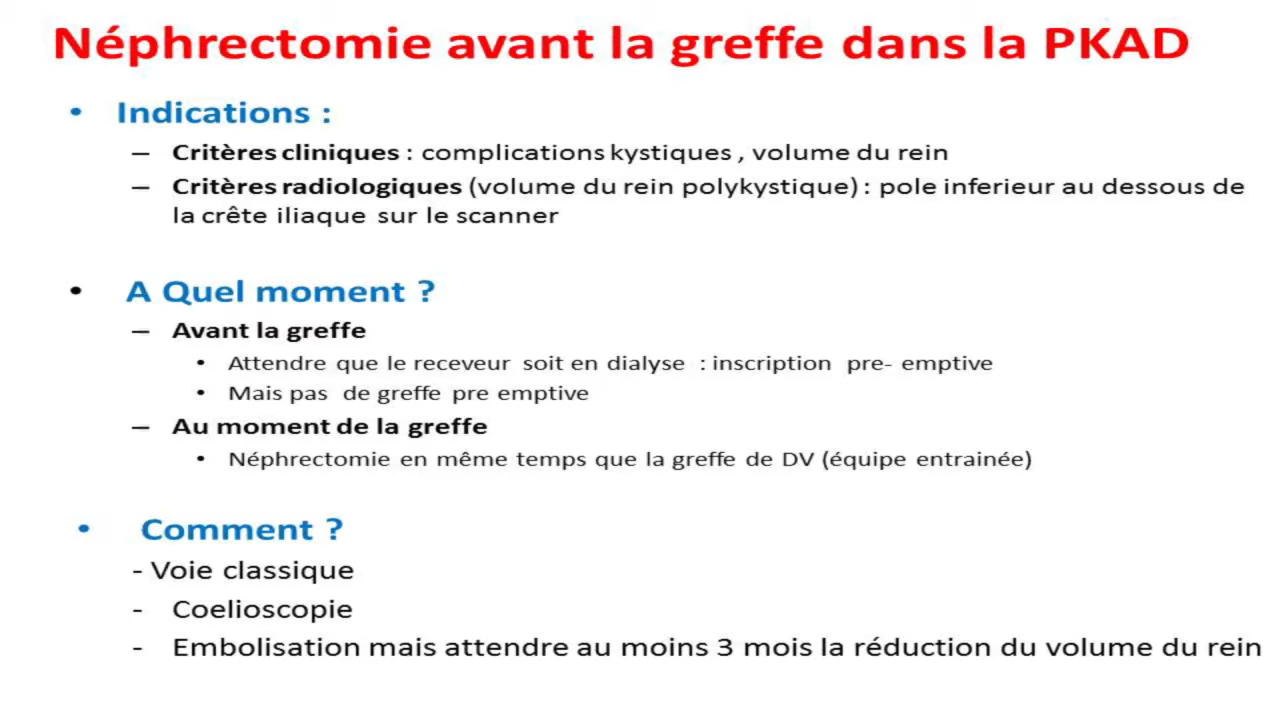 Néphrectomie avant la greffe dans la PKAD
• Indications :
– Critères cliniques : complications kystiques , volume du rein
– Critères radiologiques (volume du rein polykystique) : pole inferieur au dessous de
la crête iliaque sur le scanner
• A Quel moment ?
– Avant la greffe
• Attendre que le receveur soit en dialyse : inscription pre- emptive
• Mais pas de greffe pre emptive
– Au moment de la greffe
• Néphrectomie en même temps que la greffe de DV (équipe entrainée)
• Comment ?
- Voie classique
- Coelioscopie
- Embolisation mais attendre au moins 3 mois la réduction du volume du rein